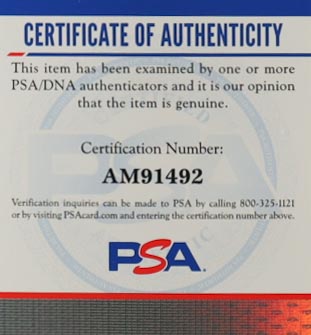 CERTIFICATE OF AUTHENTICITY
This item has been examined by one or more
PSA/DNA authenticators and it is our opinion
that the item is genuine.
Certification Number:
AM91492
Verification inquiries can be made to PSA by calling 800-325-1121
or by visiting PSAcard.com and entering the certification number above.
PSA